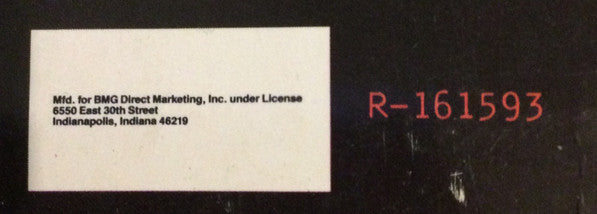 Mfd. for BMG Direct Marketing, Inc. under License
6550 East 30th Street
Indianapolis, Indiana 46219
R-161593